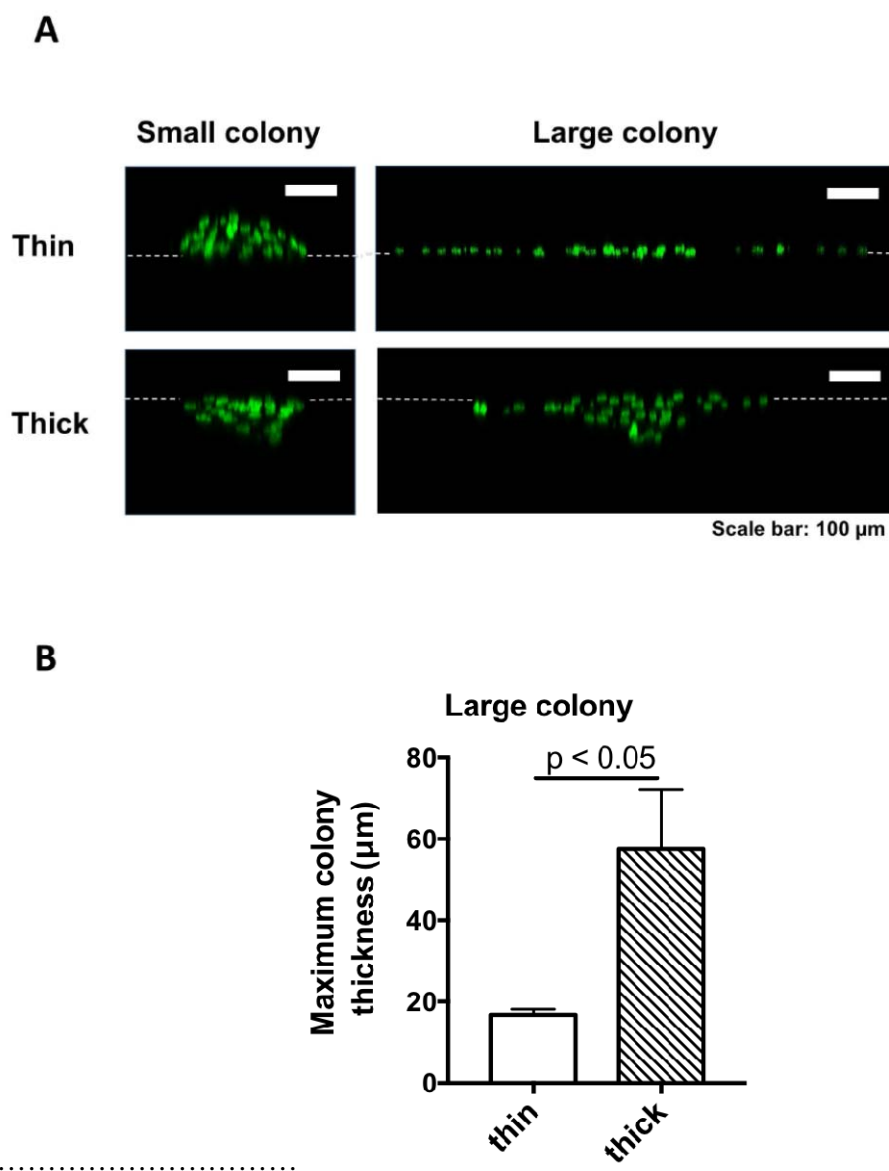 A
Small colony Large colony
Thin
Thick
Scale bar: 100 µm
B
Large colony
p < 0.05
Maximum colony
thickness (µm)
80
60
40
20
0
thin
thick